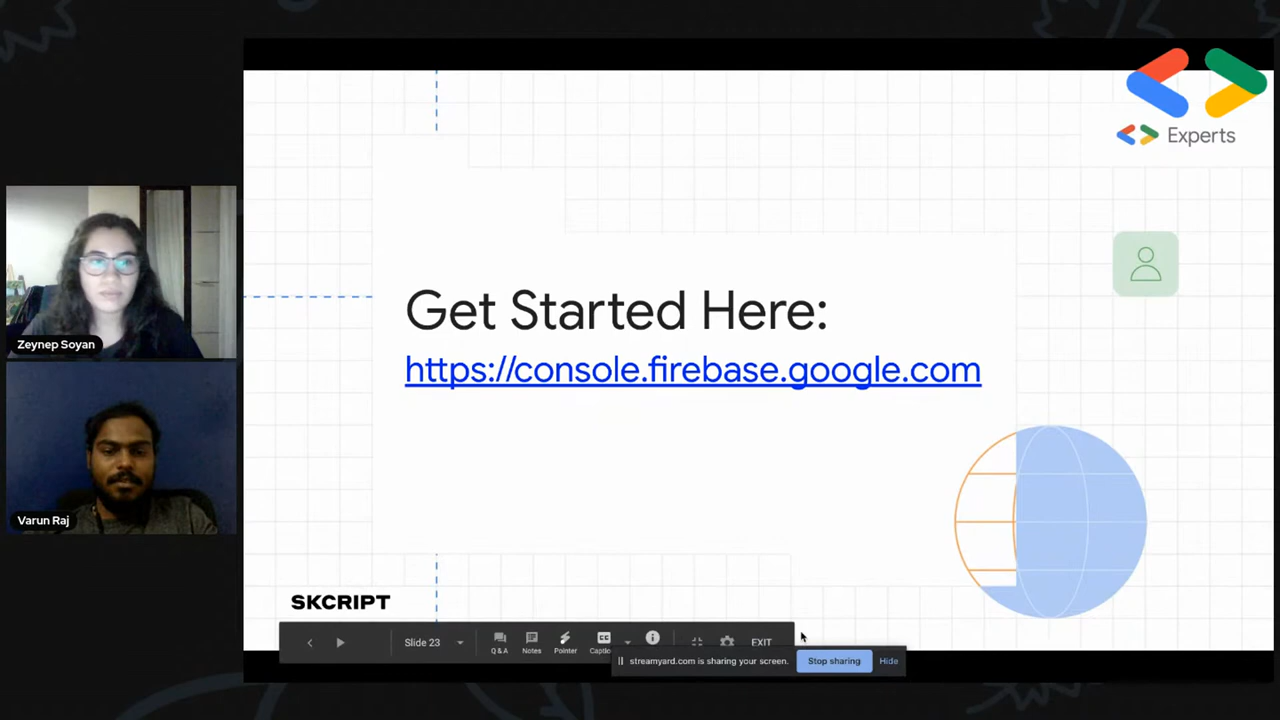 Experts
Zeynep Soyan
Varun Raj
Get Started Here:
https://console.firebase.google.com
SKCRIPT
Slide 23
Q & A
Notes
Pointer
Captio
EXIT
streamyard.com is sharing your screen.
Stop sharing
Hide